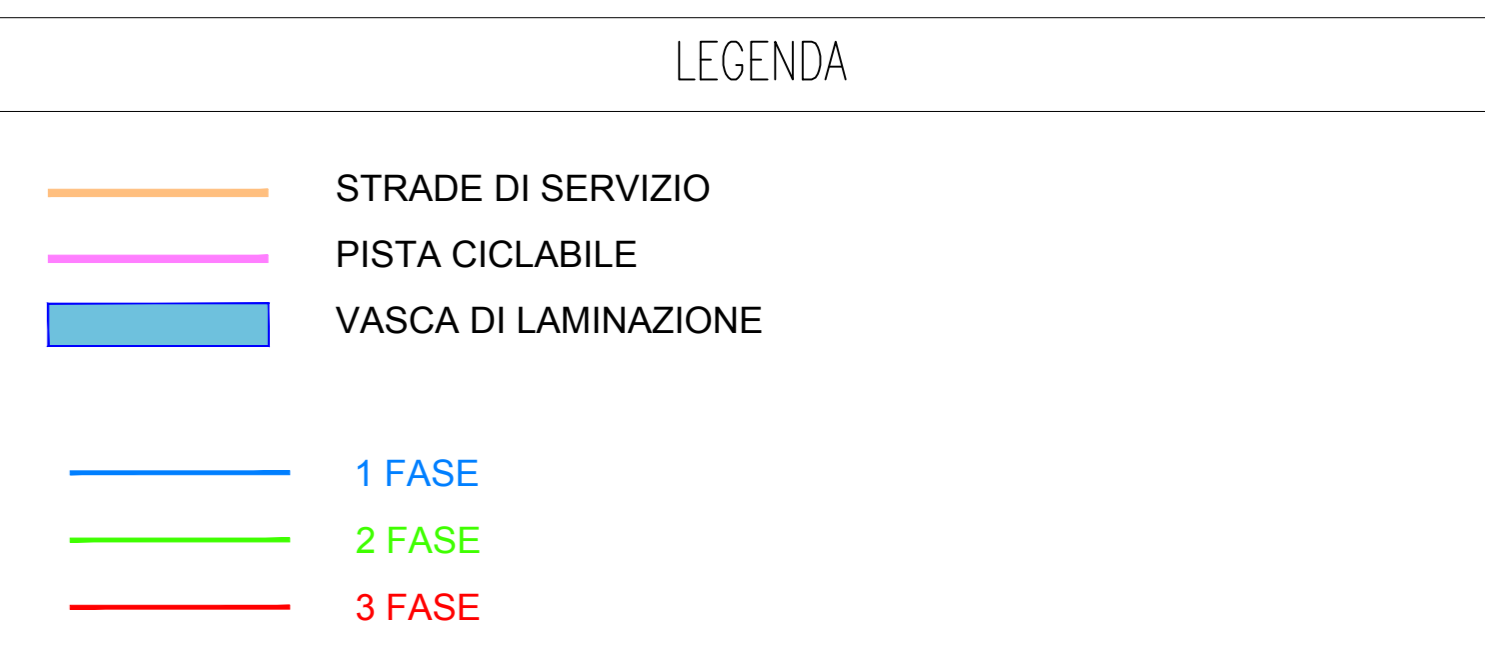 LEGENDA
STRADE DI SERVIZIO
PISTA CICLABILE
VASCA DI LAMINAZIONE
1 FASE
2 FASE
3 FASE